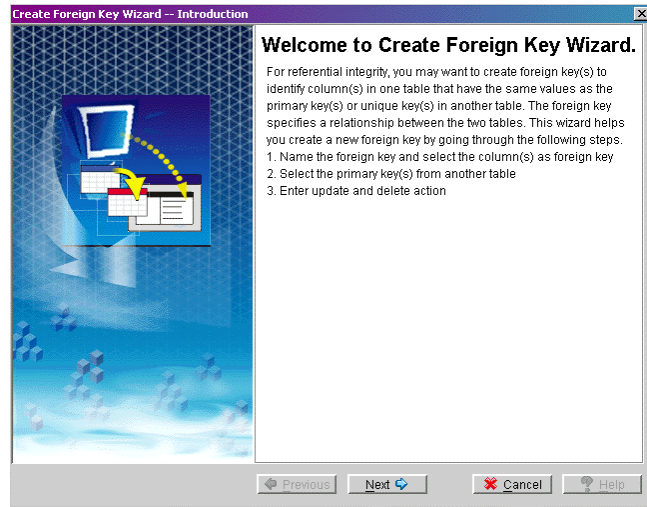 Create Foreign Key Wizard -- Introduction
Welcome to Create Foreign Key Wizard.
For referential integrity, you may want to create foreign key(s) to
identify column(s) in one table that have the same values as the
primary key(s) or unique key(s) in another table. The foreign key
specifies a relationship between the two tables. This wizard helps
you create a new foreign key by going through the following steps.
1. Name the foreign key and select the column(s) as foreign key
2. Select the primary key(s) from another table
3. Enter update and delete action
Previous Next Cancel Help